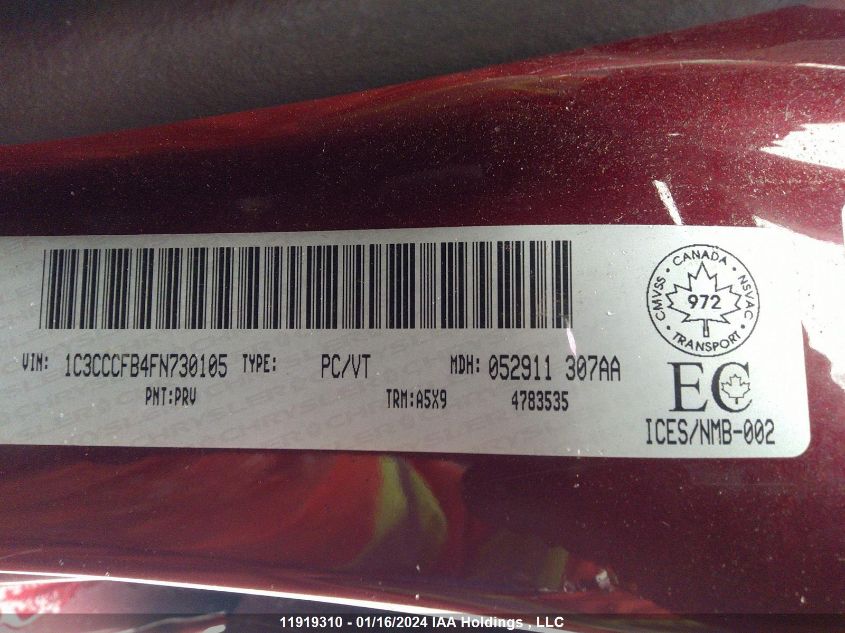 CMVSS · CANADA · NSVAC
972
· TRANSPORT ·
VIN: 1C3CCCFB4FN730105 TYPE: PC/VT MDH: 052911 307AA
PNT:PRV TRM:A5X9 4783535
EC
ICES/NMB-002
11919310 - 01/16/2024 IAA Holdings , LLC